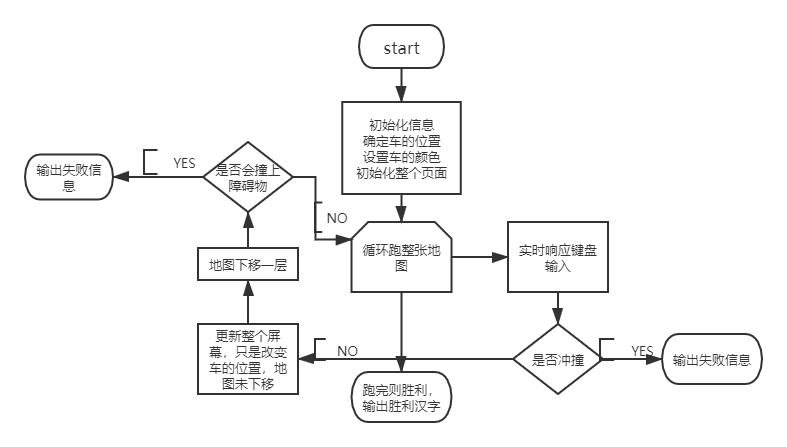 start
初始化信息
确定车的位置
设置车的颜色
初始化整个页面
输出失败信
息
YES
是否会撞上
障碍物
NO
循环跑整张地
图
实时响应键盘
输入
地图下移一层
更新整个屏
幕，只是改变
车的位置，地
图未下移
NO
是否冲撞
YES
输出失败信息
跑完则胜利，
输出胜利汉字